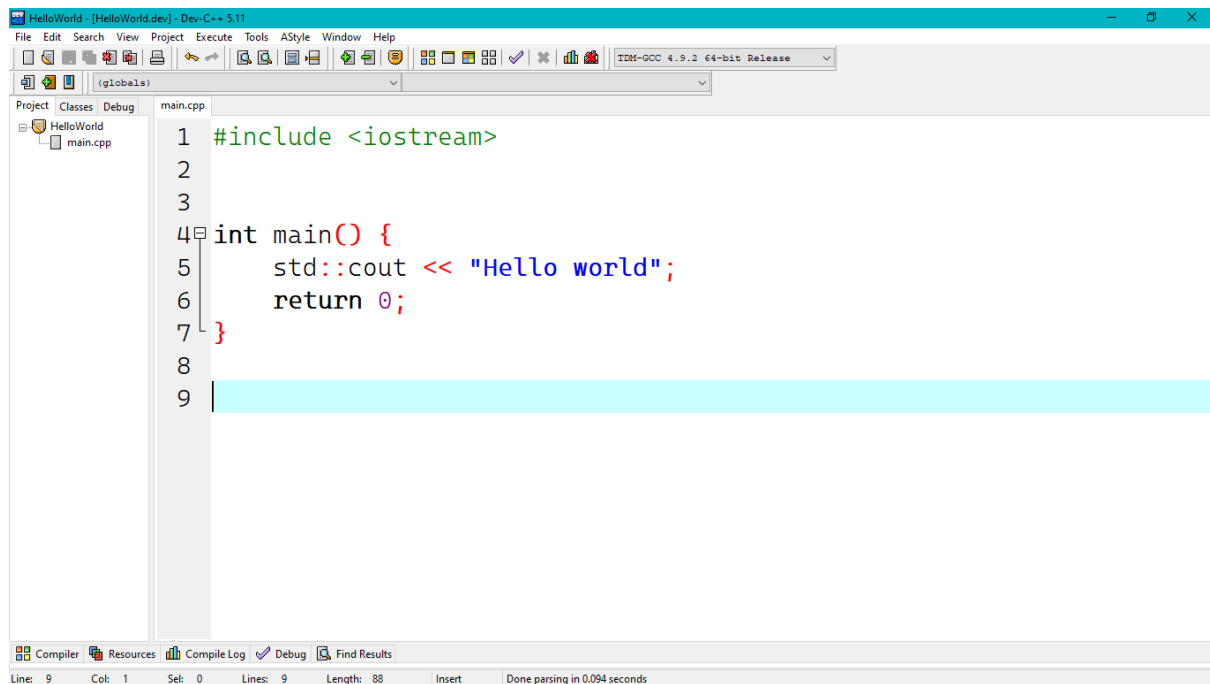 HelloWorld - [HelloWorld.dev] - Dev-C++ 5.11
File Edit Search View Project Execute Tools AStyle Window Help
TDM-GCC 4.9.2 64-bit Release
(globals)
Project Classes Debug
main.cpp
HelloWorld
main.cpp
1 #include <iostream>
2
3
4 int main() {
5 std::cout << "Hello world";
6 return 0;
7 }
8
9
Compiler Resources Compile Log Debug Find Results
Line: 9 Col: 1 Sel: 0 Lines: 9 Length: 88 Insert Done parsing in 0.094 seconds